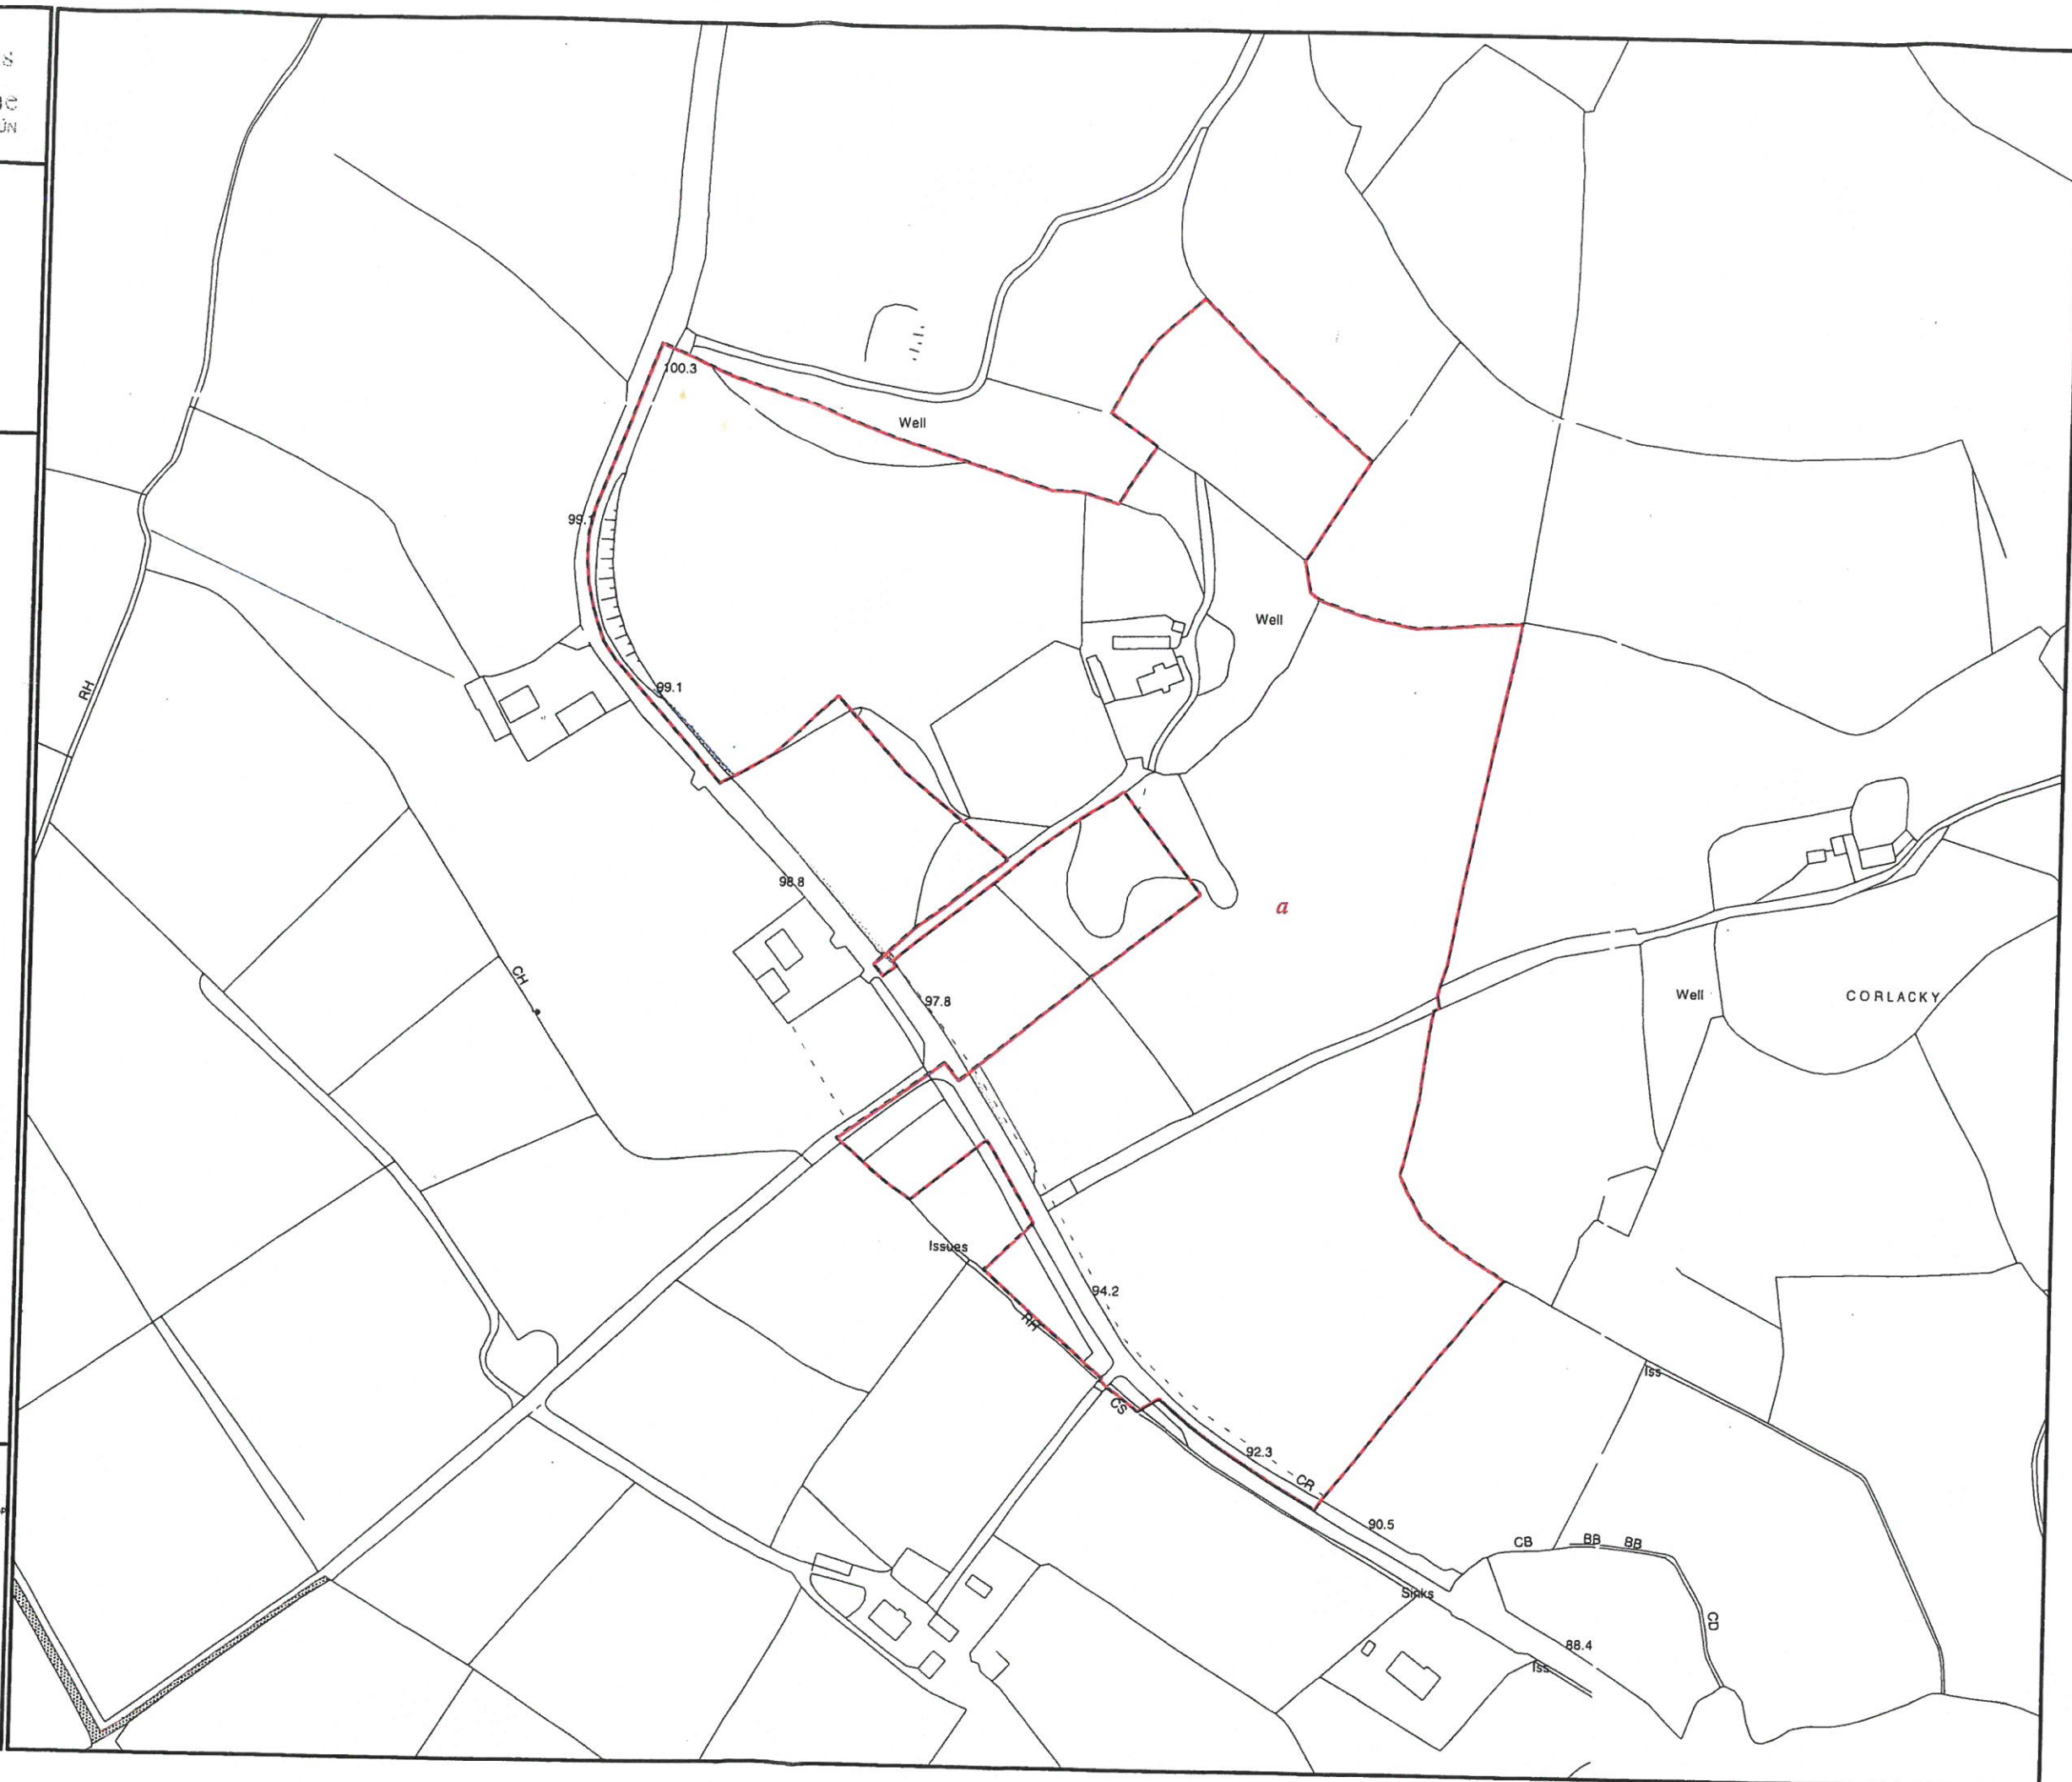 ÚN
100.3
Well
99.1
Well
RH
99.1
98.8
a
CH
97.8
Well
CORLACKY
Issues
94.2
RH
Iss
CS
92.3
CR
90.5
CB
BB
BB
Sinks
CD
88.4
Iss